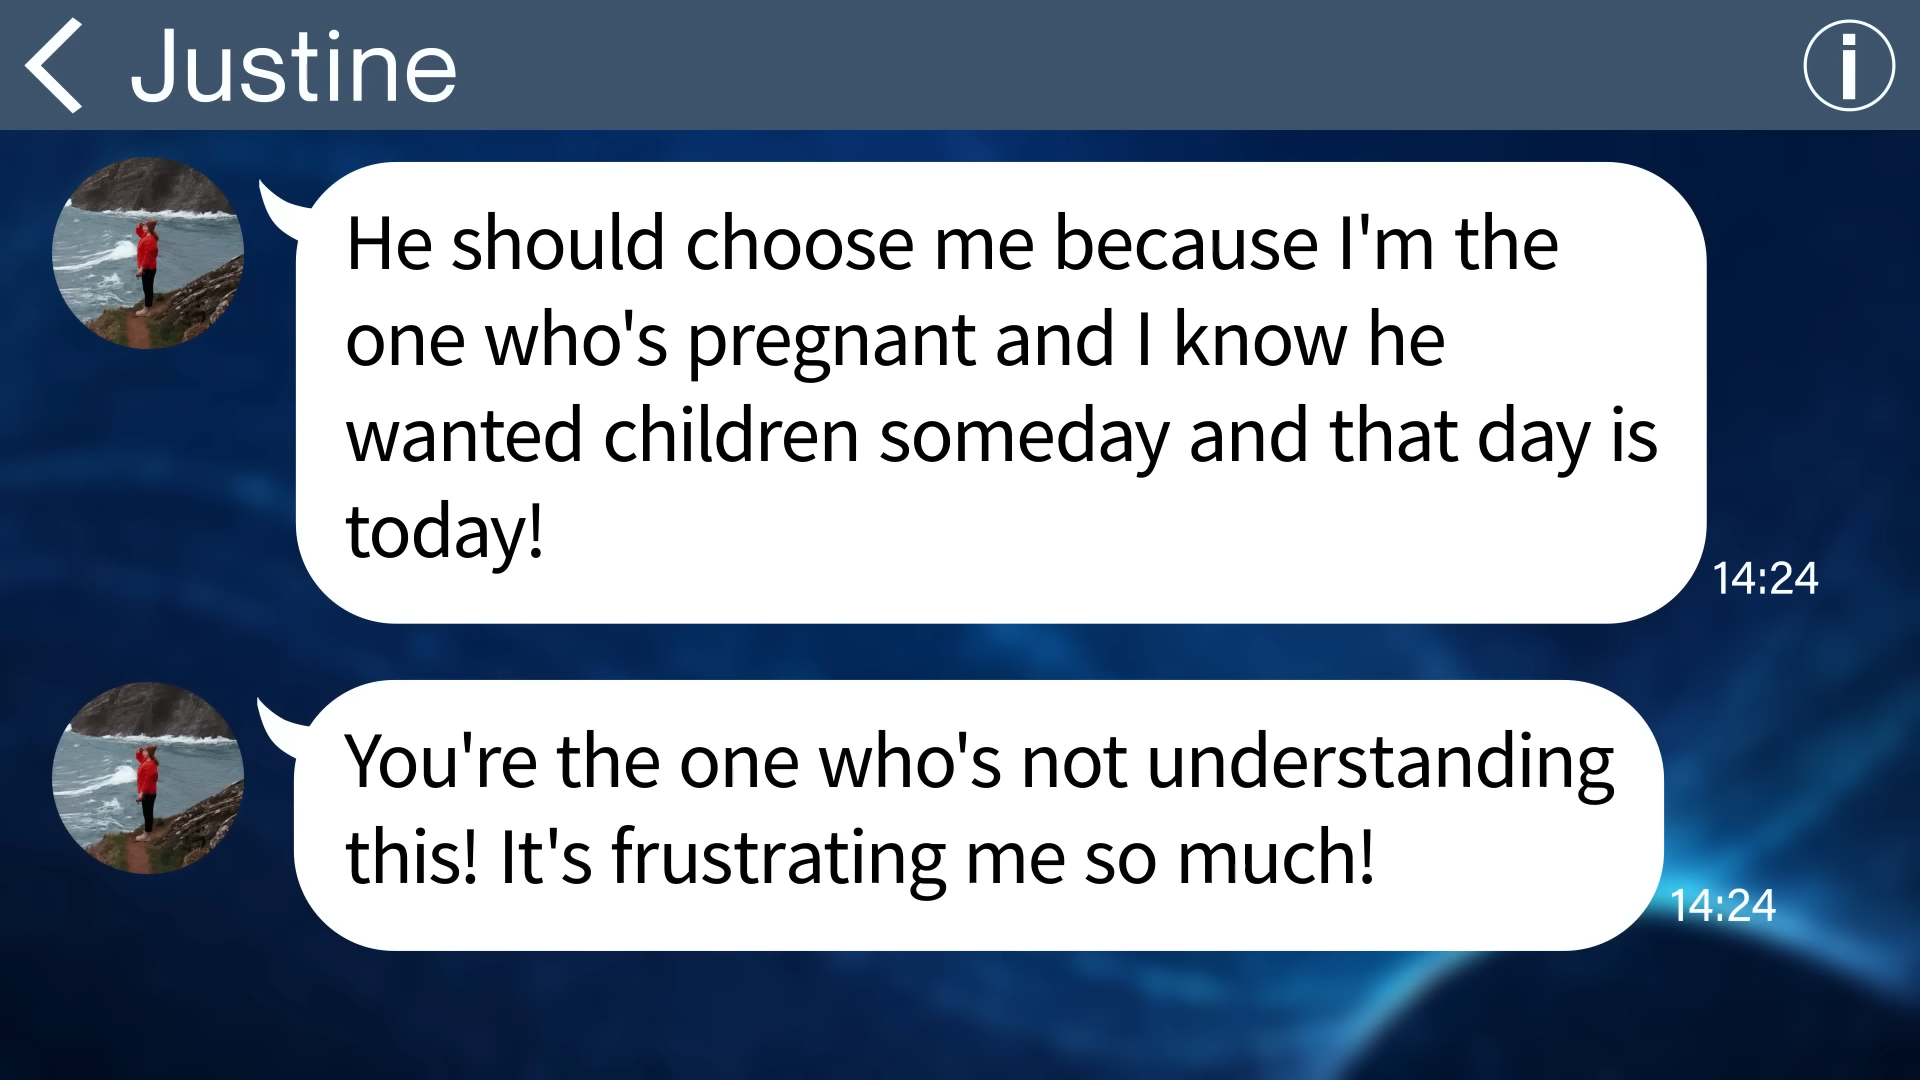 Justine
He should choose me because I'm the
one who's pregnant and I know he
wanted children someday and that day is
today!
14:24
You're the one who's not understanding
this! It's frustrating me so much!
14:24